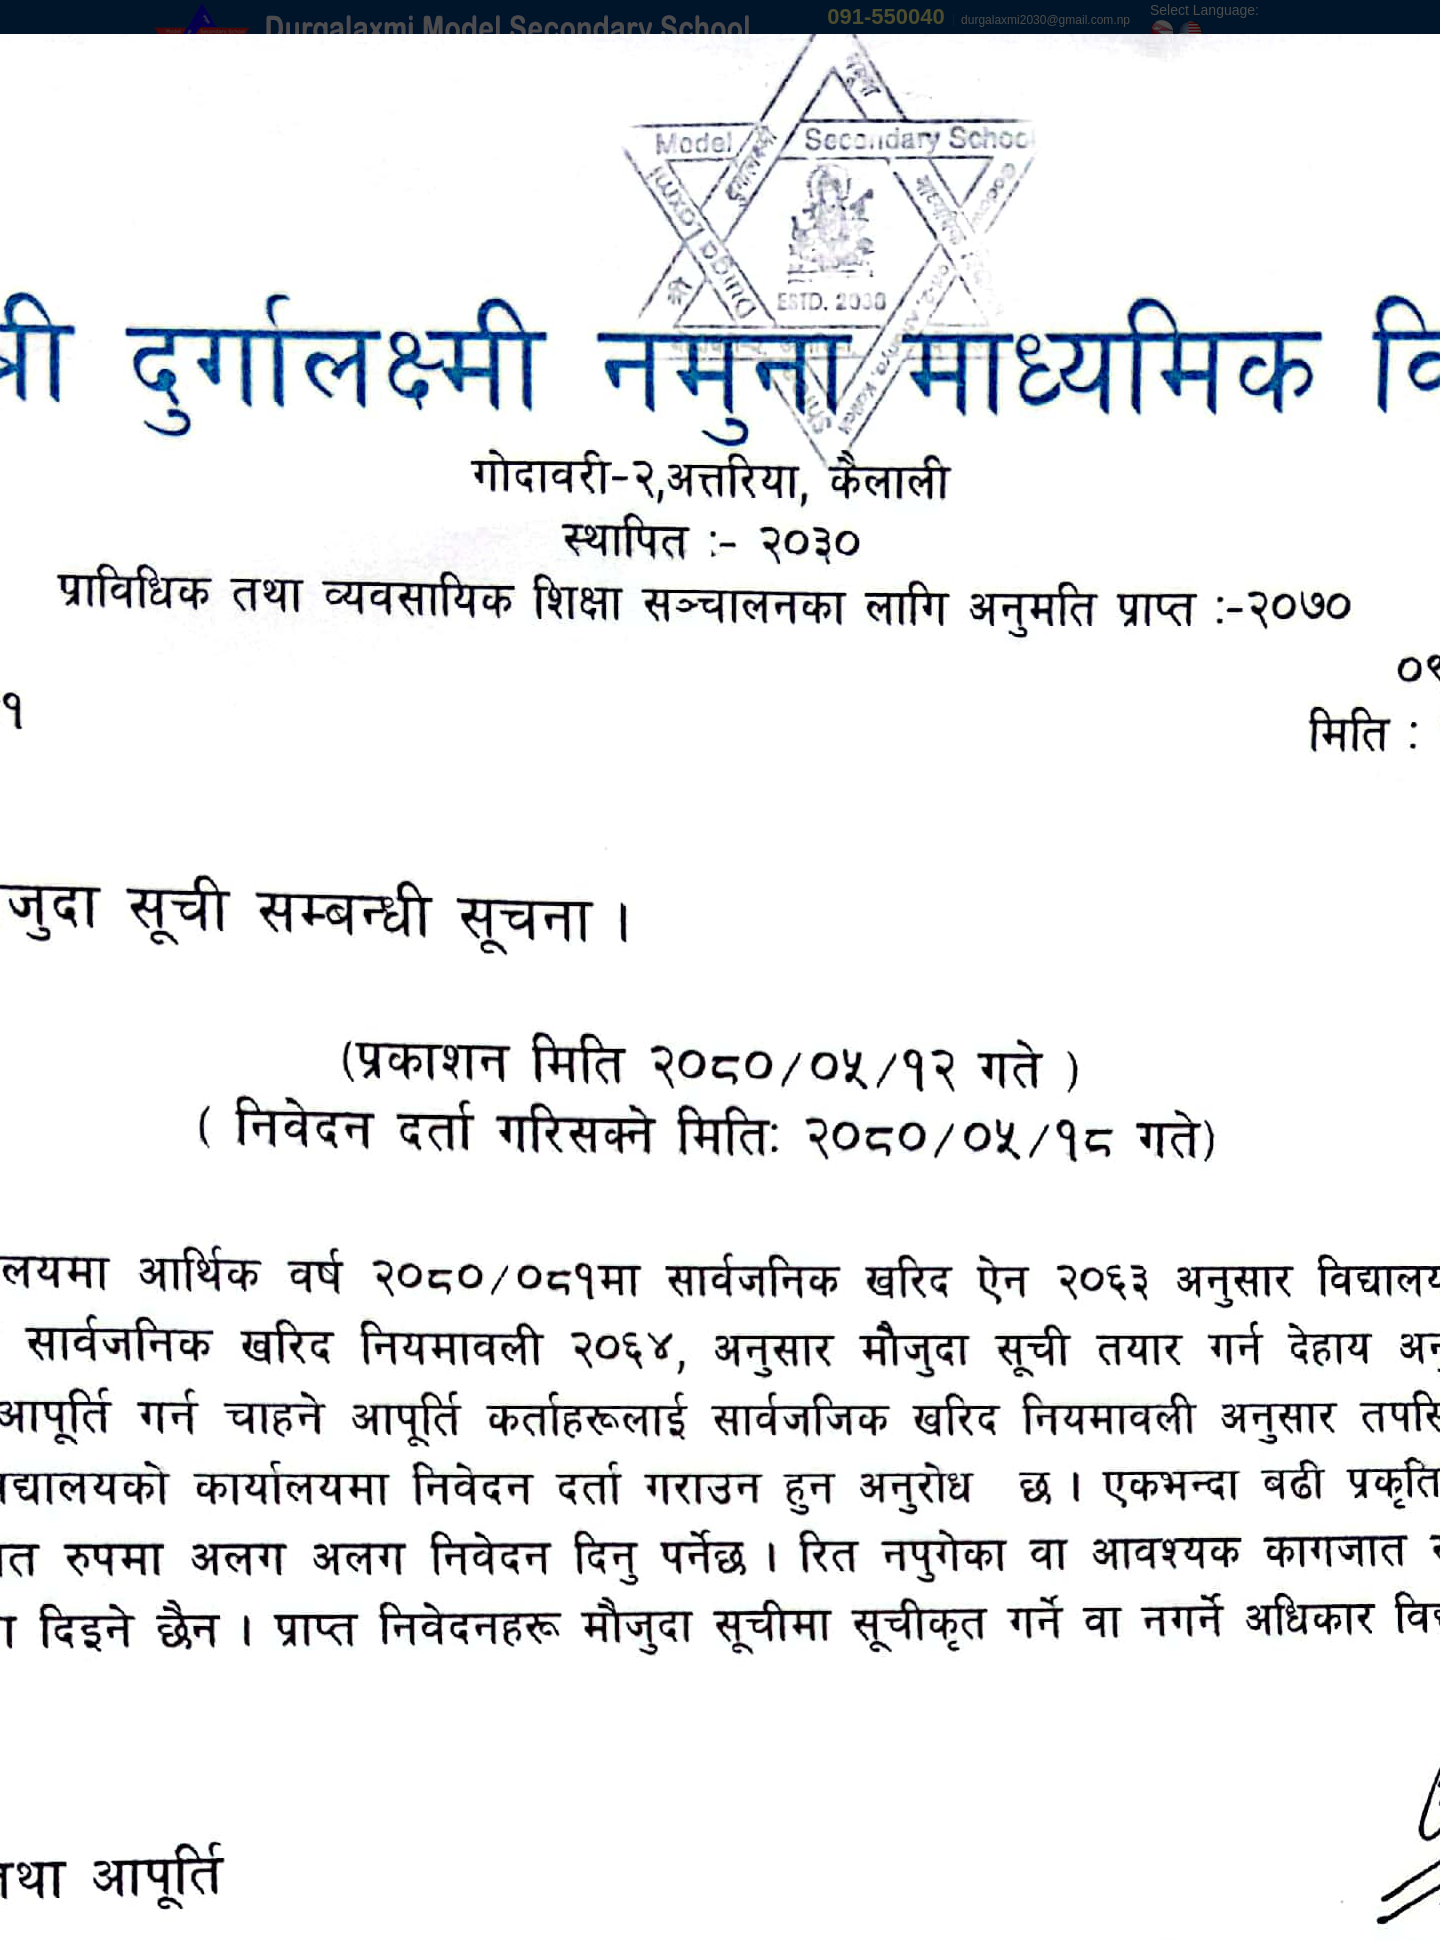 Durgalaxmi Model Secondary School
091-550040
durgalaxmi2030@gmail.com.np
Select Language:
Model Secondary School
Durga Laxmi
श्री
ESTD. 2030
दुर्गालक्ष्मी नमुना माध्यमिक
गोदावरी-२,अत्तरिया, कैलाली
स्थापित :- २०३०
प्राविधिक तथा व्यवसायिक शिक्षा सञ्चालनका लागि अनुमति प्राप्त :-२०७०
१
मिति :
जुदा सूची सम्बन्धी सूचना ।
(प्रकाशन मिति २०८०/०५/१२ गते )
( निवेदन दर्ता गरिसक्ने मितिः २०८०/०५/१८ गते)
लयमा आर्थिक वर्ष २०८०/०८१मा सार्वजनिक खरिद ऐन २०६३ अनुसार विद्यालय
सार्वजनिक खरिद नियमावली २०६४, अनुसार मौजुदा सूची तयार गर्न देहाय
आपूर्ति गर्न चाहने आपूर्ति कर्ताहरूलाई सार्वजजिक खरिद नियमावली अनुसार
द्यालयको कार्यालयमा निवेदन दर्ता गराउन हुन अनुरोध छ । एकभन्दा बढी प्रकृति
त रुपमा अलग अलग निवेदन दिनु पर्नेछ । रित नपुगेका वा आवश्यक कागजात
दिइने छैन । प्राप्त निवेदनहरू मौजुदा सूचीमा सूचीकृत गर्ने वा नगर्ने अधिकार
तथा आपूर्ति